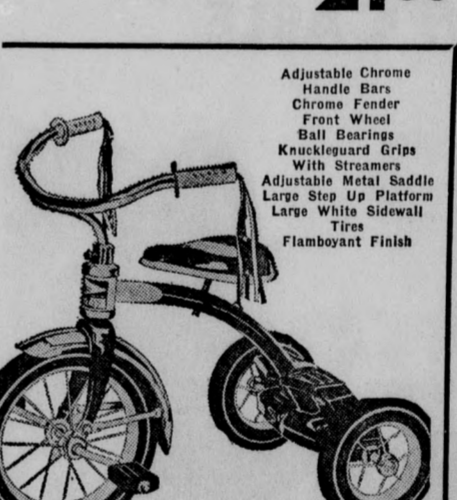 Adjustable Chrome
Handle Bars
Chrome Fender
Front Wheel
Ball Bearings
Knuckleguard Grips
With Streamers
Adjustable Metal Saddle
Large Step Up Platform
Large White Sidewall
Tires
Flamboyant Finish